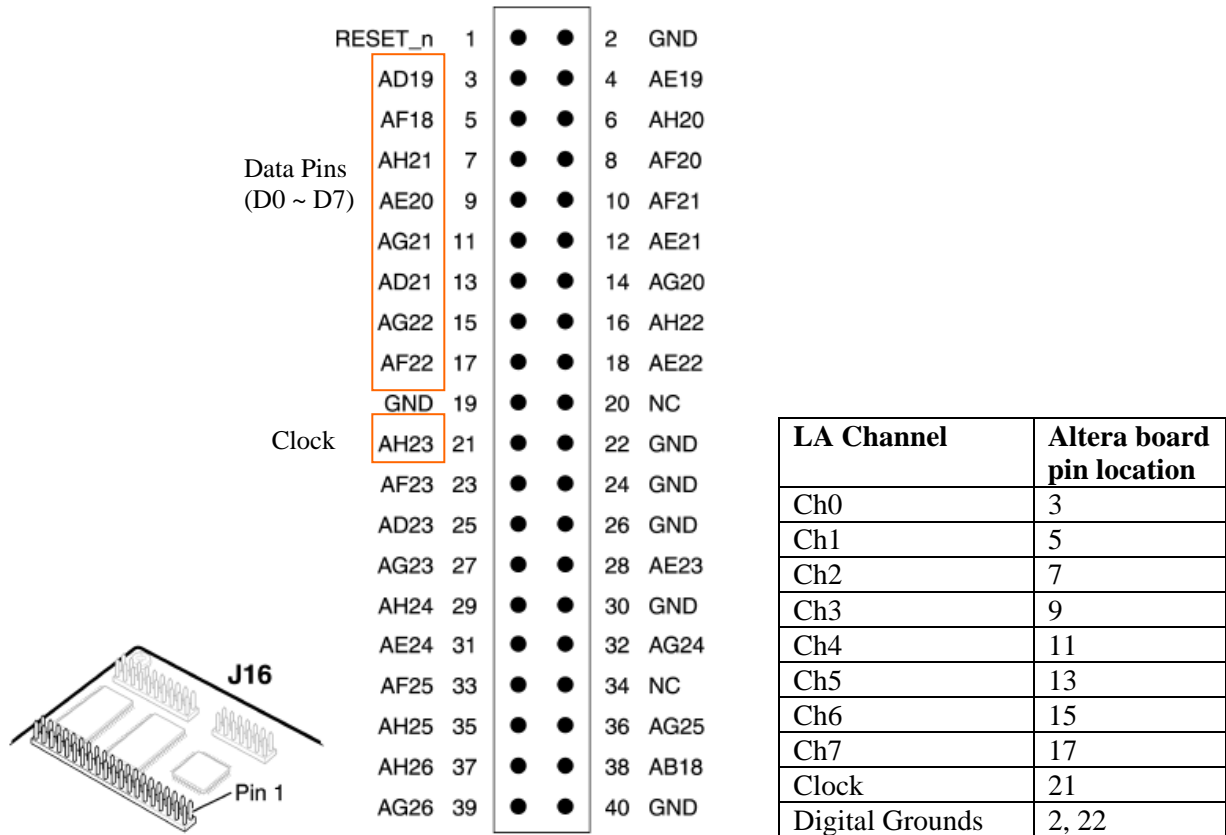 RESET_n 1 2 GND
AD19 3 4 AE19
AF18 5 6 AH20
Data Pins
(D0 ~ D7)
AH21 7 8 AF20
AE20 9 10 AF21
AG21 11 12 AE21
AD21 13 14 AG20
AG22 15 16 AH22
AF22 17 18 AE22
GND 19 20 NC
Clock
AH23 21 22 GND
AF23 23 24 GND
AD23 25 26 GND
AG23 27 28 AE23
AH24 29 30 GND
AE24 31 32 AG24
AF25 33 34 NC
AH25 35 36 AG25
AH26 37 38 AB18
AG26 39 40 GND
J16
Pin 1
LA Channel Altera board
pin location
Ch0 3
Ch1 5
Ch2 7
Ch3 9
Ch4 11
Ch5 13
Ch6 15
Ch7 17
Clock 21
Digital Grounds 2, 22